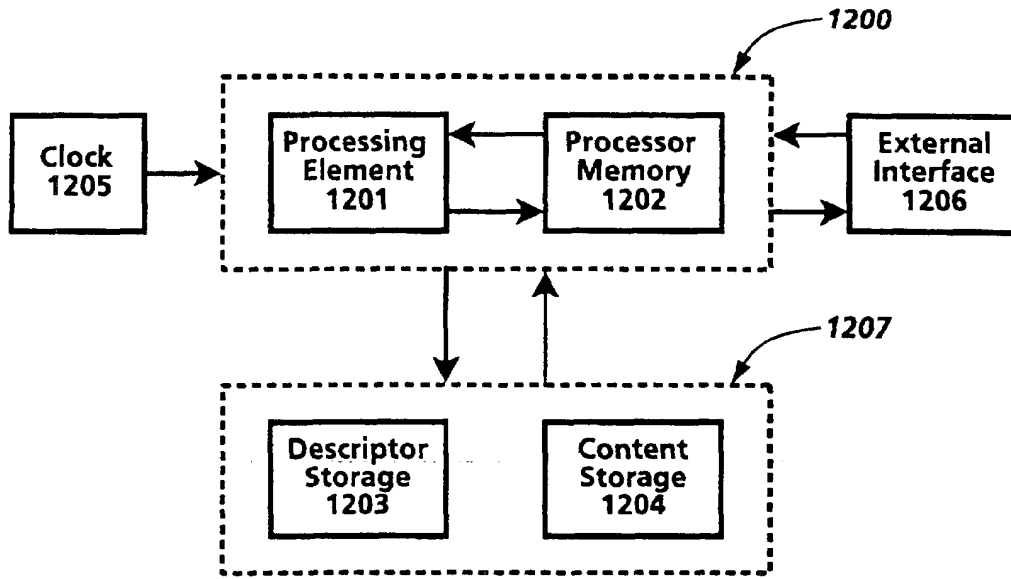 1200
Clock
1205
Processing
Element
1201
Processor
Memory
1202
External
Interface
1206
1207
Descriptor
Storage
1203
Content
Storage
1204